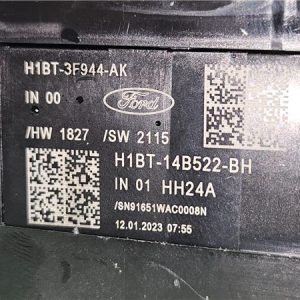 H1BT-3F944-AK
IN 00
Ford
/HW 1827 /SW 2115
H1BT-14B522-BH
IN 01 HH24A
/SN91651WAC0008N
12.01.2023 07:55